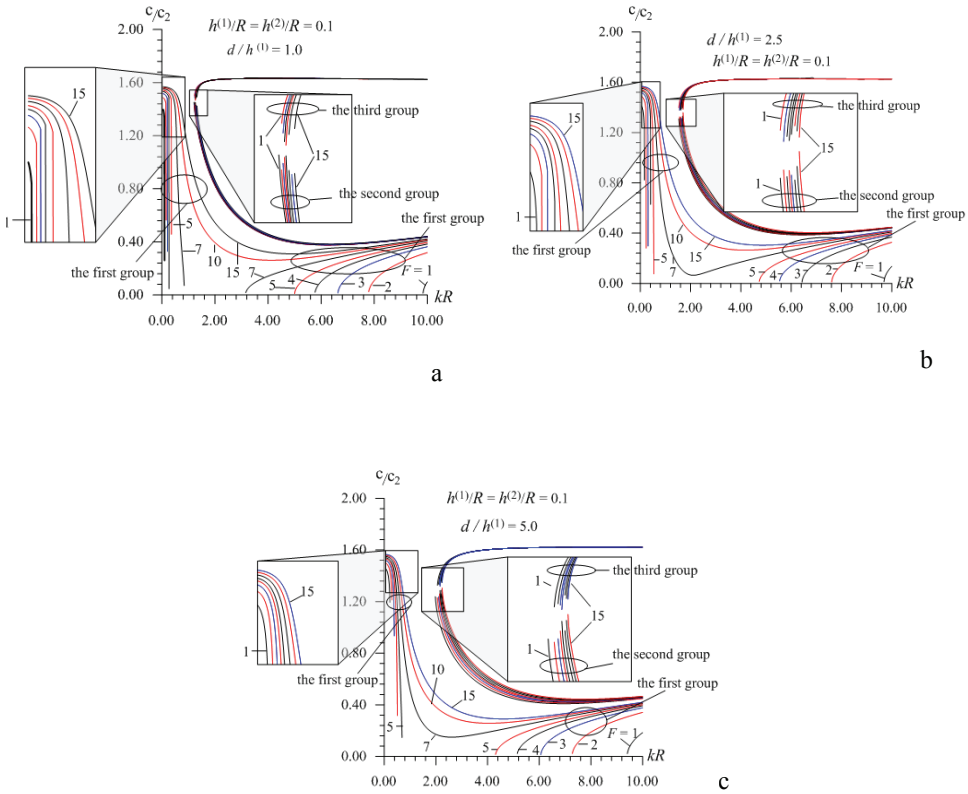 c/c₂
h⁽¹⁾/R = h⁽²⁾/R = 0.1
d / h⁽¹⁾ = 1.0
2.00
1.60
1.20
0.80
0.40
0.00
15
1
the third group
1
15
the second group
the first group
5
7
10
15
the first group
7
5
4
3
2
F = 1
0.00 2.00 4.00 6.00 8.00 10.00
kR
a
c/c₂
d / h⁽¹⁾ = 2.5
h⁽¹⁾/R = h⁽²⁾/R = 0.1
2.00
1.60
1.20
0.80
0.40
0.00
15
1
the third group
1
15
1
the second group
the first group
10
15
5
7
the first group
5
4
3
2
F = 1
0.00 2.00 4.00 6.00 8.00 10.00
kR
b
c/c₂
h⁽¹⁾/R = h⁽²⁾/R = 0.1
d / h⁽¹⁾ = 5.0
2.00
1.60
1.20
0.80
0.40
0.00
15
1
the third group
1
15
1
the second group
the first group
the first group
10
15
5
7
5
4
3
2
F = 1
0.00 2.00 4.00 6.00 8.00 10.00
kR
c